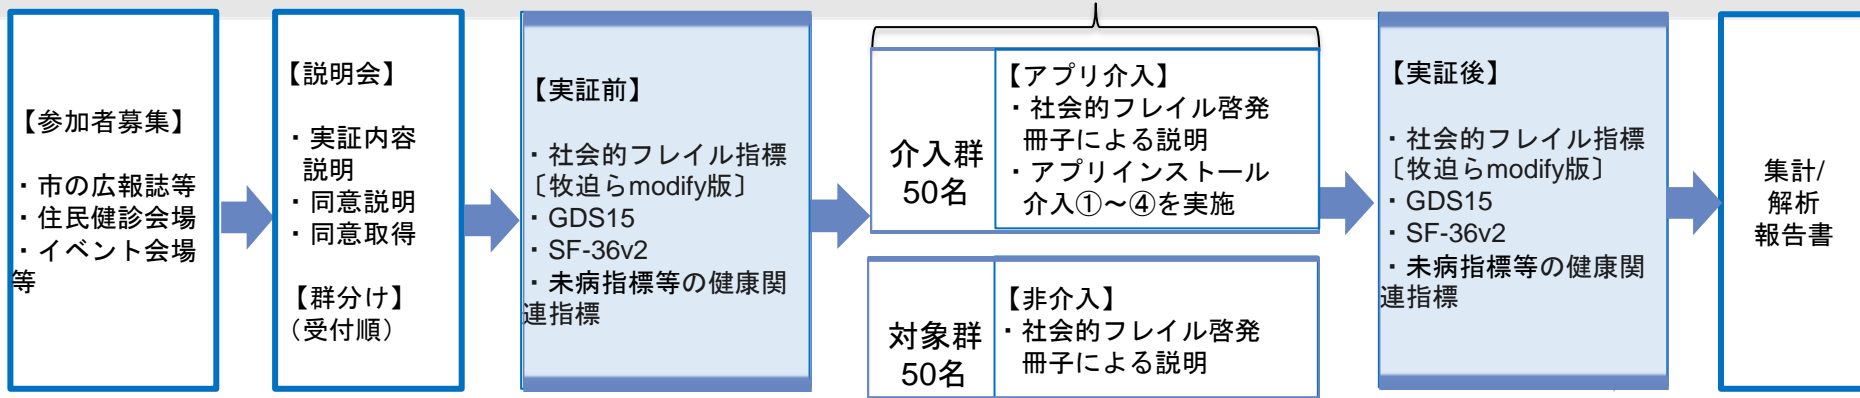 【参加者募集】
・市の広報誌等
・住民健診会場
・イベント会場
等
【説明会】
・実証内容
説明
・同意説明
・同意取得
【群分け】
（受付順）
【実証前】
・社会的フレイル指標
〔牧迫らmodify版〕
・GDS15
・SF-36v2
・未病指標等の健康関
連指標
介入群
50名
【アプリ介入】
・社会的フレイル啓発
冊子による説明
・アプリインストール
介入①～④を実施
対象群
50名
【非介入】
・社会的フレイル啓発
冊子による説明
【実証後】
・社会的フレイル指標
〔牧迫らmodify版〕
・GDS15
・SF-36v2
・未病指標等の健康関
連指標
集計/
解析
報告書